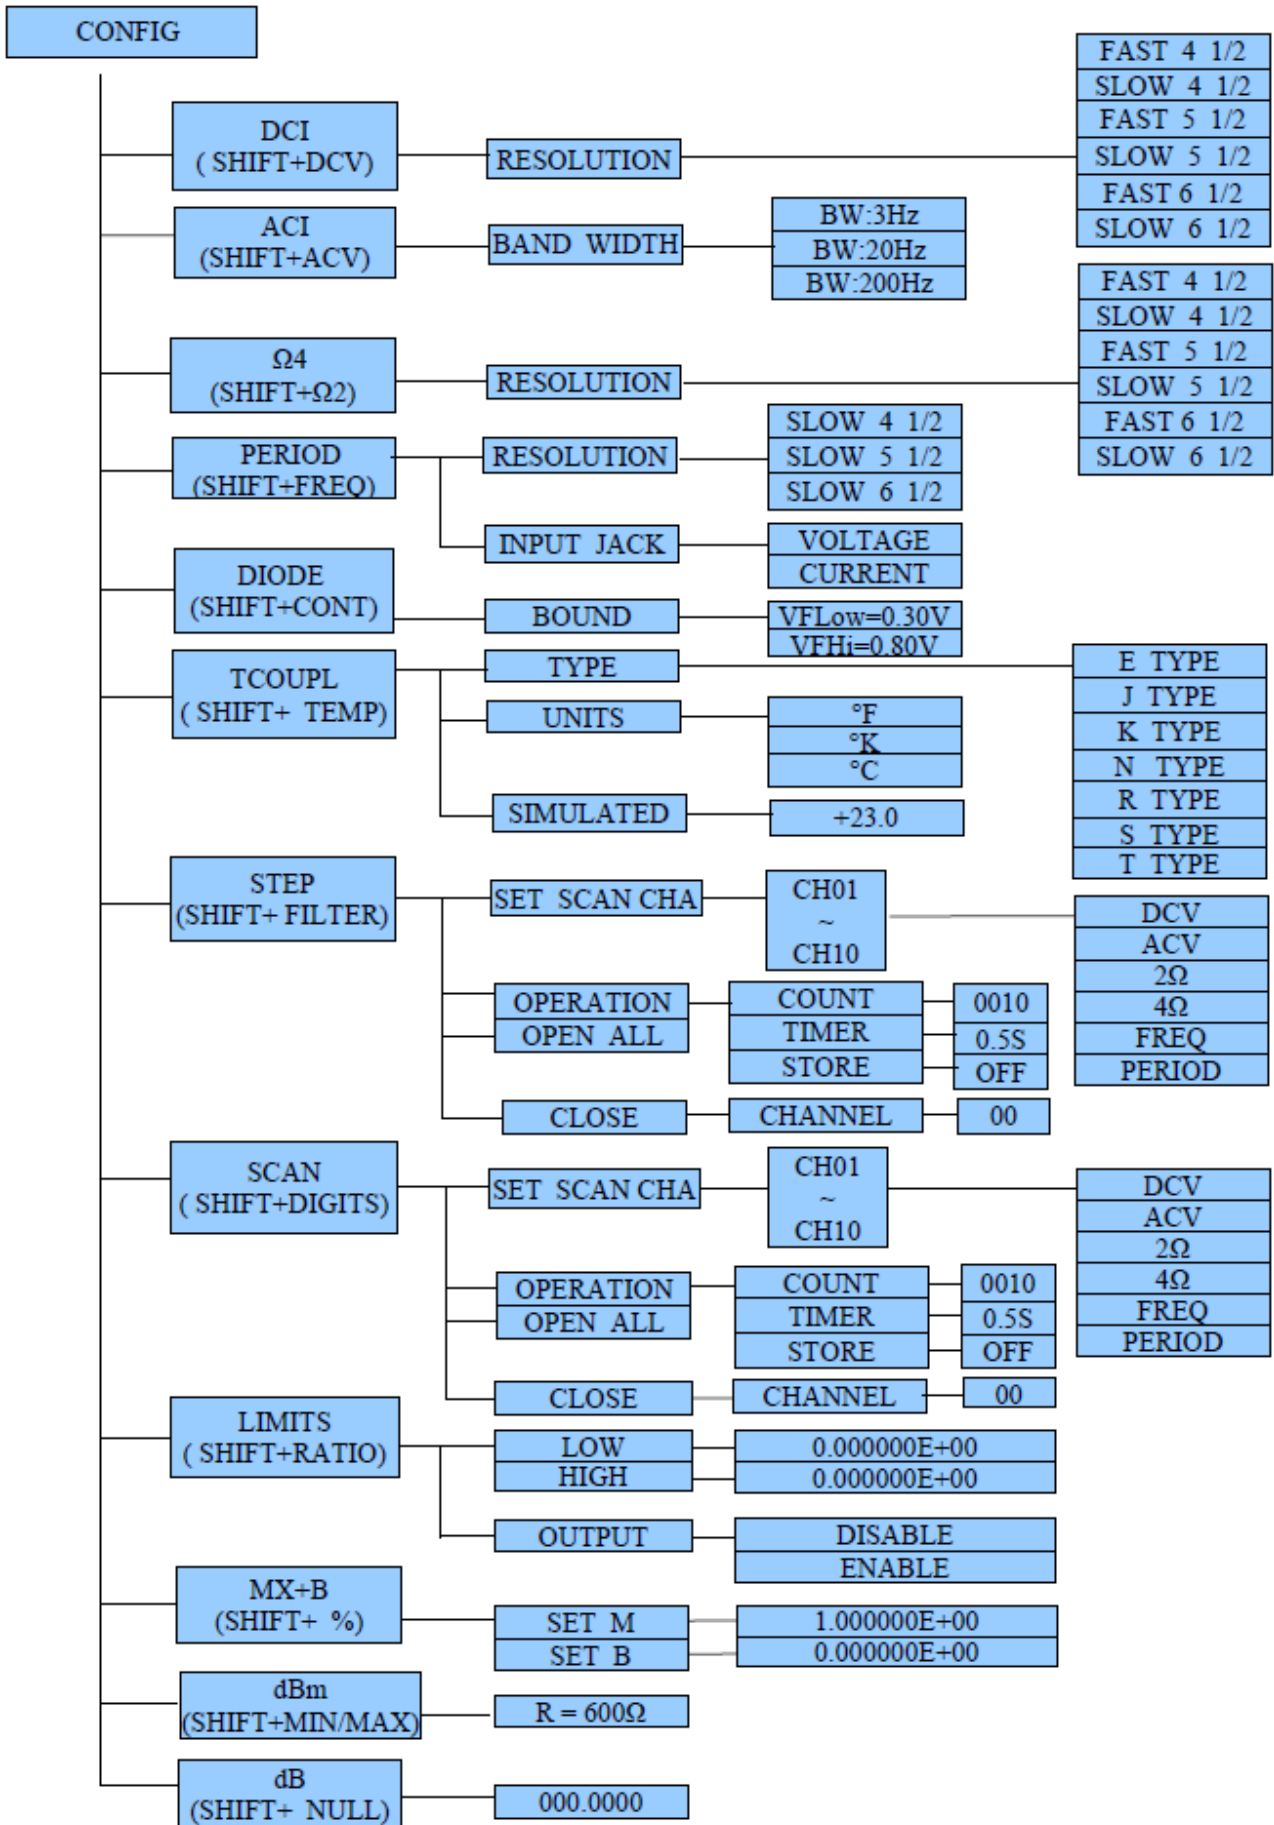 CONFIG
DCI
( SHIFT+DCV)
RESOLUTION
FAST 4 1/2
SLOW 4 1/2
FAST 5 1/2
SLOW 5 1/2
FAST 6 1/2
SLOW 6 1/2
ACI
(SHIFT+ACV)
BAND WIDTH
BW:3Hz
BW:20Hz
BW:200Hz
Ω4
(SHIFT+Ω2)
RESOLUTION
FAST 4 1/2
SLOW 4 1/2
FAST 5 1/2
SLOW 5 1/2
FAST 6 1/2
SLOW 6 1/2
PERIOD
(SHIFT+FREQ)
RESOLUTION
SLOW 4 1/2
SLOW 5 1/2
SLOW 6 1/2
INPUT JACK
VOLTAGE
CURRENT
DIODE
(SHIFT+CONT)
BOUND
VFLow=0.30V
VFHi=0.80V
TCOUPL
( SHIFT+ TEMP)
TYPE
E TYPE
J TYPE
K TYPE
N TYPE
R TYPE
S TYPE
T TYPE
UNITS
°F
°K
°C
SIMULATED
+23.0
STEP
(SHIFT+ FILTER)
SET SCAN CHA
CH01
~
CH10
DCV
ACV
2Ω
4Ω
FREQ
PERIOD
OPERATION
OPEN ALL
COUNT
0010
TIMER
0.5S
STORE
OFF
CLOSE
CHANNEL
00
SCAN
( SHIFT+DIGITS)
SET SCAN CHA
CH01
~
CH10
DCV
ACV
2Ω
4Ω
FREQ
PERIOD
OPERATION
OPEN ALL
COUNT
0010
TIMER
0.5S
STORE
OFF
CLOSE
CHANNEL
00
LIMITS
( SHIFT+RATIO)
LOW
0.000000E+00
HIGH
0.000000E+00
OUTPUT
DISABLE
ENABLE
MX+B
(SHIFT+ %)
SET M
1.000000E+00
SET B
0.000000E+00
dBm
(SHIFT+MIN/MAX)
R = 600Ω
dB
(SHIFT+ NULL)
000.0000